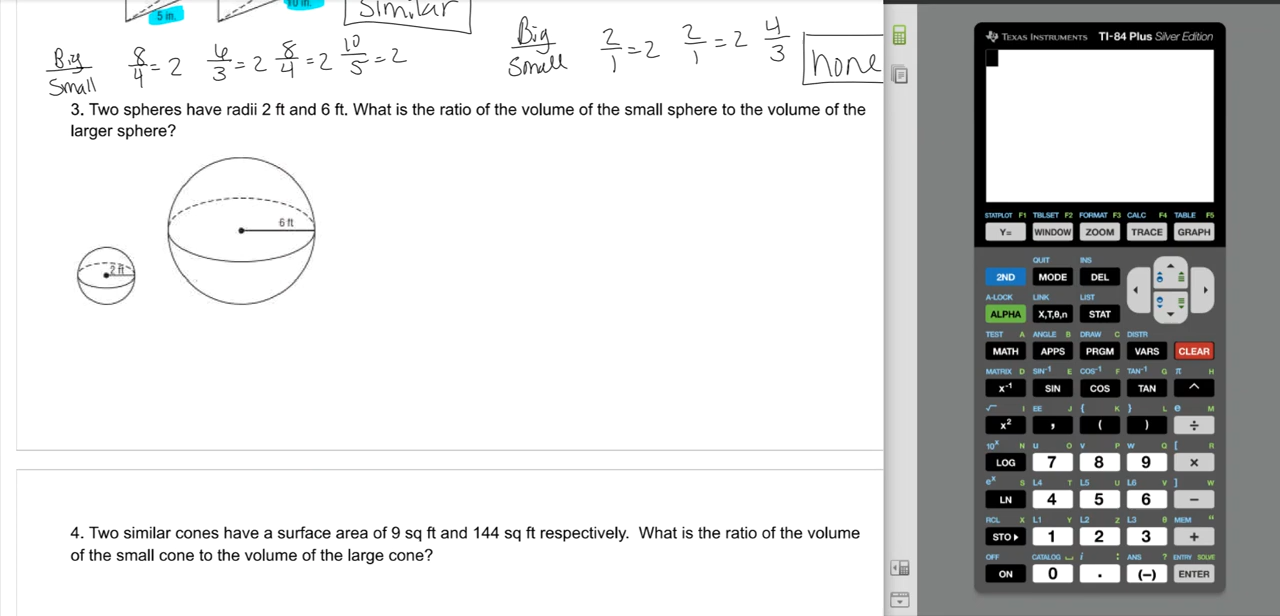 5 m.
10 in.
Similar
Big
Small
8/4 = 2 6/3 = 2 8/4 = 2 10/5 = 2
Big
Small
2/1 = 2 2/1 = 2 4/3
none
3. Two spheres have radii 2 ft and 6 ft. What is the ratio of the volume of the small sphere to the volume of the
larger sphere?
6 ft
2 ft
4. Two similar cones have a surface area of 9 sq ft and 144 sq ft respectively. What is the ratio of the volume
of the small cone to the volume of the large cone?
TEXAS INSTRUMENTS TI-84 Plus Silver Edition
STATPLOT F1 TBLSET F2 FORMAT F3 CALC F4 TABLE F5
Y= WINDOW ZOOM TRACE GRAPH
QUIT INS
2ND MODE DEL
A-LOCK LINK LIST
ALPHA X,T,θ,n STAT
TEST A ANGLE B DRAW C DISTR
MATH APPS PRGM VARS CLEAR
MATRIX D SIN⁻¹ E COS⁻¹ F TAN⁻¹ G π H
x⁻¹ SIN COS TAN ^
√ I EE J { K } L e M
x² , ( ) ÷
10ˣ N u O v P w Q [ R
LOG 7 8 9 ×
eˣ S L4 T L5 U L6 V ] W
LN 4 5 6 −
RCL X L1 Y L2 Z L3 θ MEM "
STO▸ 1 2 3 +
OFF CATALOG ⎵ i : ANS ? ENTRY SOLVE
ON 0 . (−) ENTER